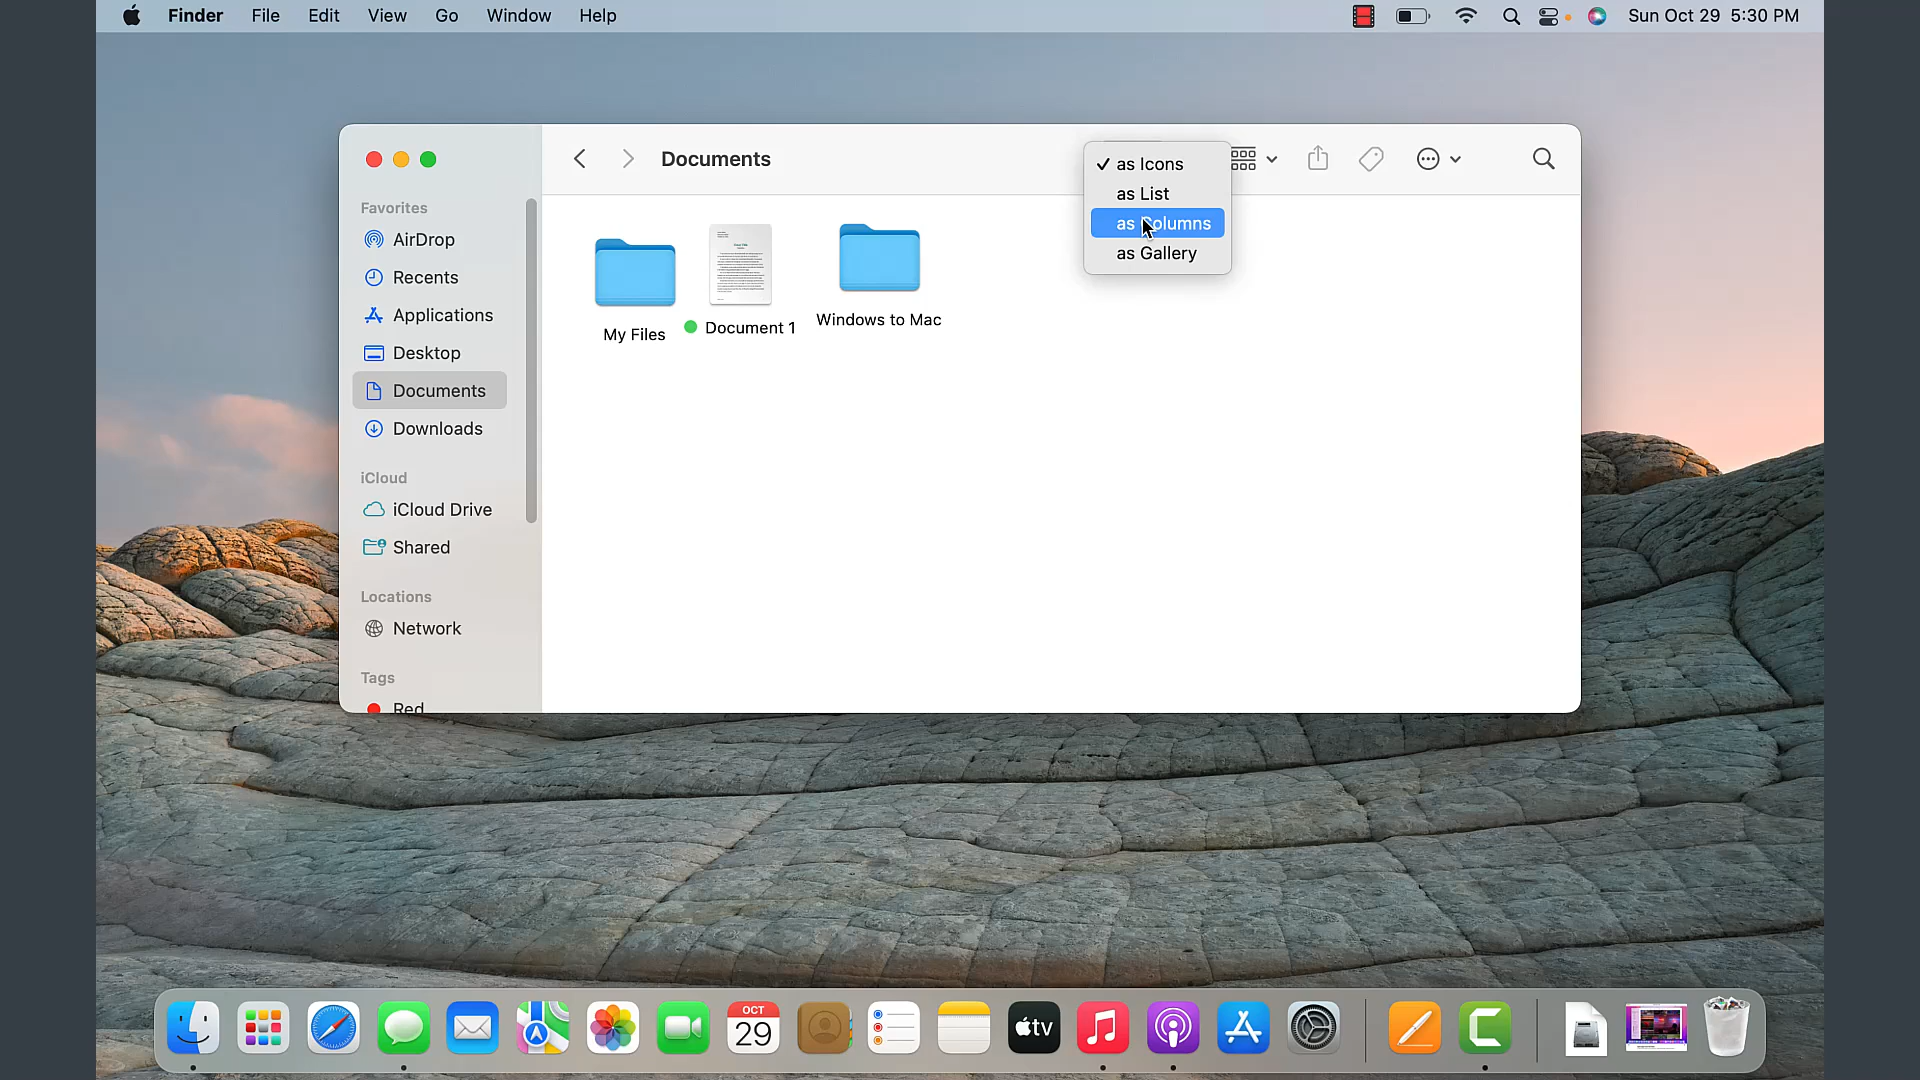 Finder File Edit View Go Window Help Sun Oct 29 5:30 PM
Documents
as Icons
as List
as Columns
as Gallery
Favorites
AirDrop
Recents
Applications
Desktop
Documents
Downloads
iCloud
iCloud Drive
Shared
Locations
Network
Tags
Red
My Files
Document 1
Windows to Mac
OCT
29
tv